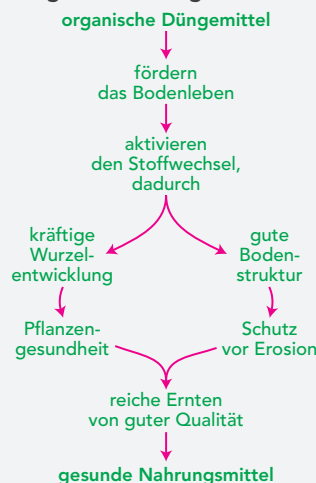 organische Düngemittel
fördern
das Bodenleben
aktivieren
den Stoffwechsel,
dadurch
kräftige
Wurzel-
entwicklung
gute
Boden-
struktur
Pflanzen-
gesundheit
Schutz
vor Erosion
reiche Ernten
von guter Qualität
gesunde Nahrungsmittel